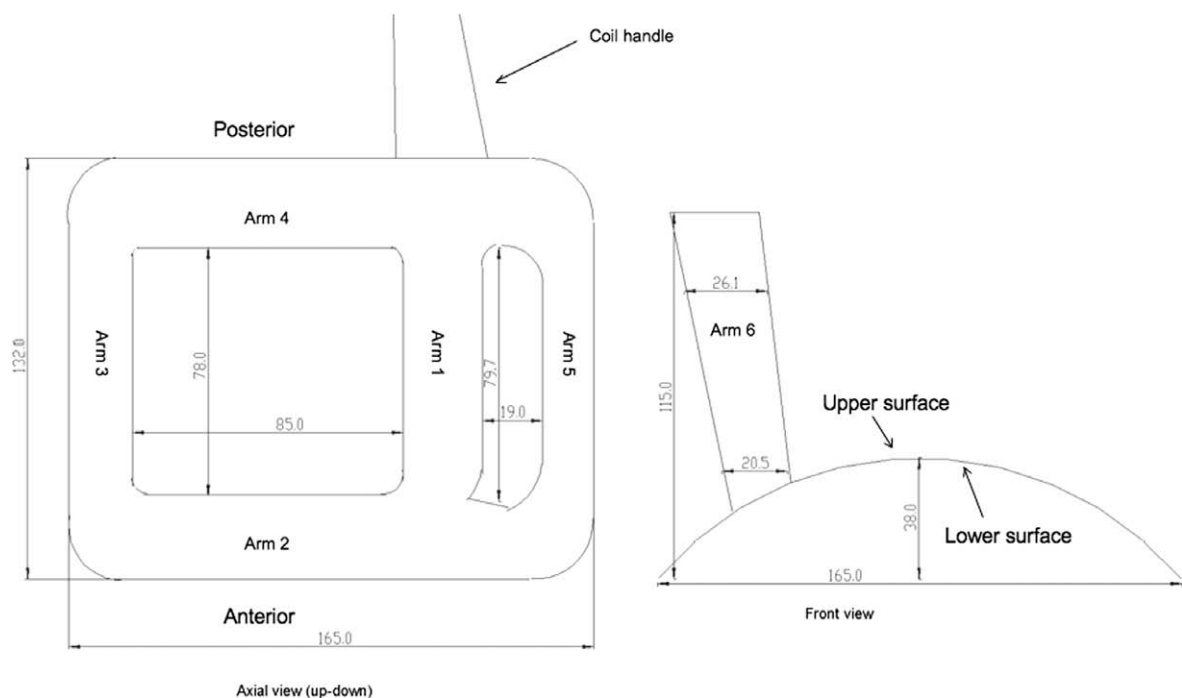 Coil handle
Posterior
Arm 4
Arm 3
132.0
78.0
85.0
Arm 1
79.7
19.0
Arm 5
Arm 2
Anterior
165.0
Axial view (up-down)
26.1
Arm 6
115.0
20.5
Upper surface
38.0
Lower surface
165.0
Front view